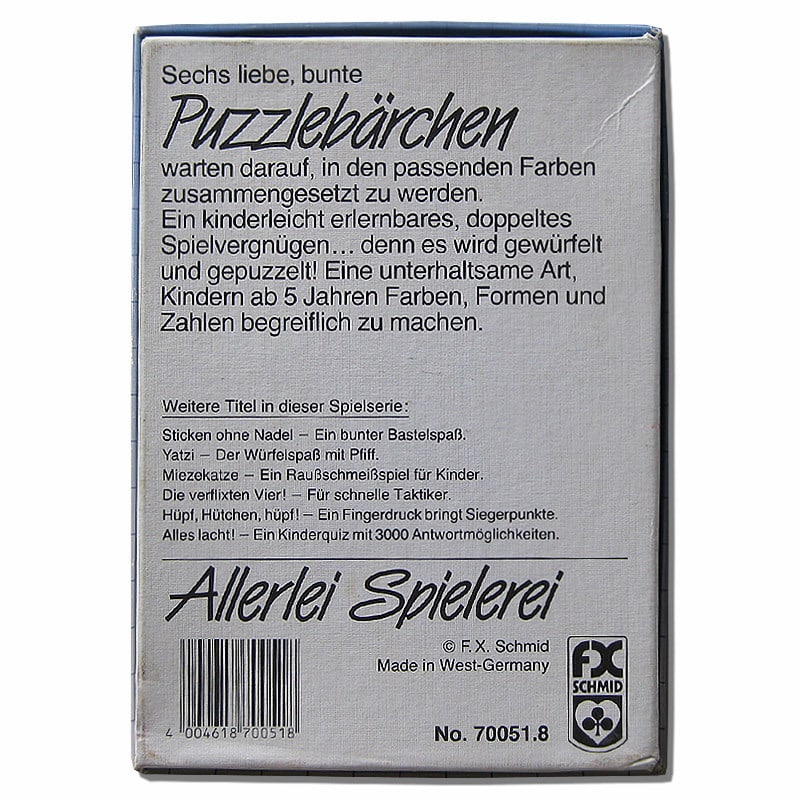 Sechs liebe, bunte
Puzzlebärchen
warten darauf, in den passenden Farben
zusammengesetzt zu werden.
Ein kinderleicht erlernbares, doppeltes
Spielvergnügen... denn es wird gewürfelt
und gepuzzelt! Eine unterhaltsame Art,
Kindern ab 5 Jahren Farben, Formen und
Zahlen begreiflich zu machen.
Weitere Titel in dieser Spielserie:
Sticken ohne Nadel – Ein bunter Bastelspaß.
Yatzi – Der Würfelspaß mit Pfiff.
Miezekatze – Ein Raußschmeißspiel für Kinder.
Die verflixten Vier! – Für schnelle Taktiker.
Hüpf, Hütchen, hüpf! – Ein Fingerdruck bringt Siegerpunkte.
Alles lacht! – Ein Kinderquiz mit 3000 Antwortmöglichkeiten.
Allerlei Spielerei
© F. X. Schmid
Made in West-Germany
FX
SCHMID
No. 70051.8
4 004618 700518